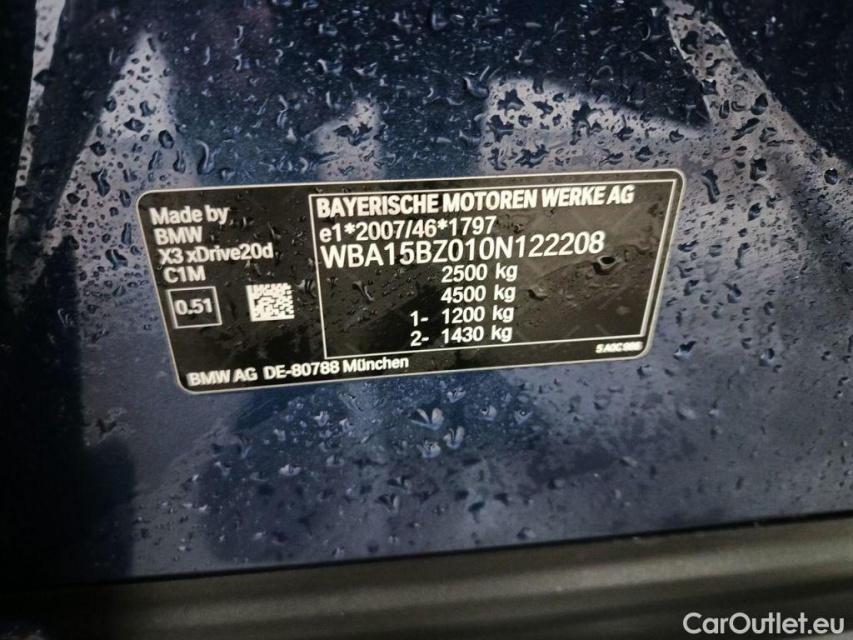 Made by
BMW
X3 xDrive20d
C1M
0.51
BAYERISCHE MOTOREN WERKE AG
e1*2007/46*1797
WBA15BZ010N122208
2500 kg
4500 kg
1- 1200 kg
2- 1430 kg
BMW AG DE-80788 München
CarOutlet.eu